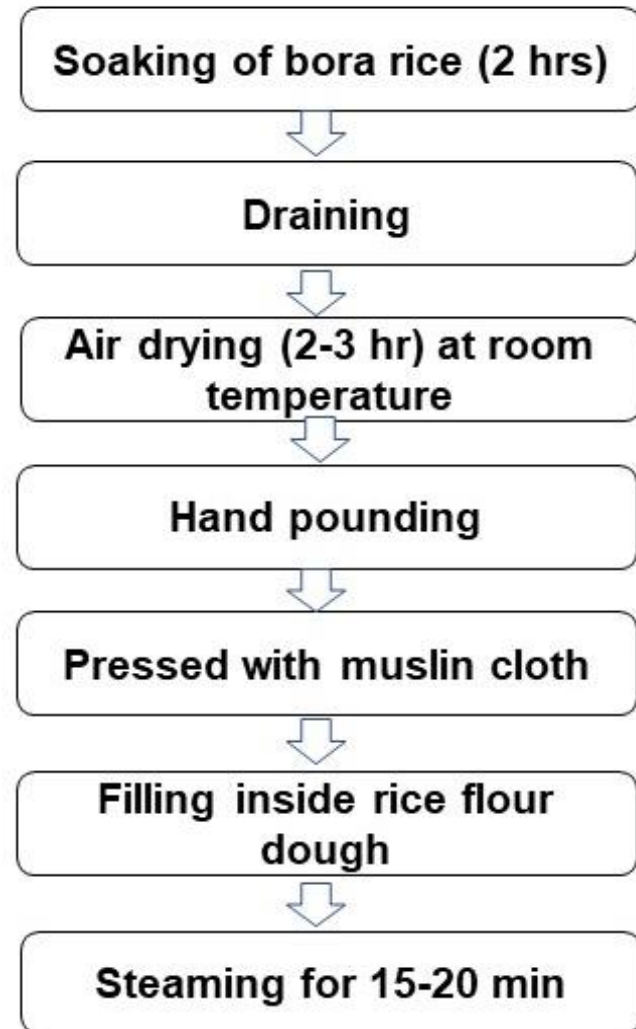 Soaking of bora rice (2 hrs)
Draining
Air drying (2-3 hr) at room
temperature
Hand pounding
Pressed with muslin cloth
Filling inside rice flour
dough
Steaming for 15-20 min